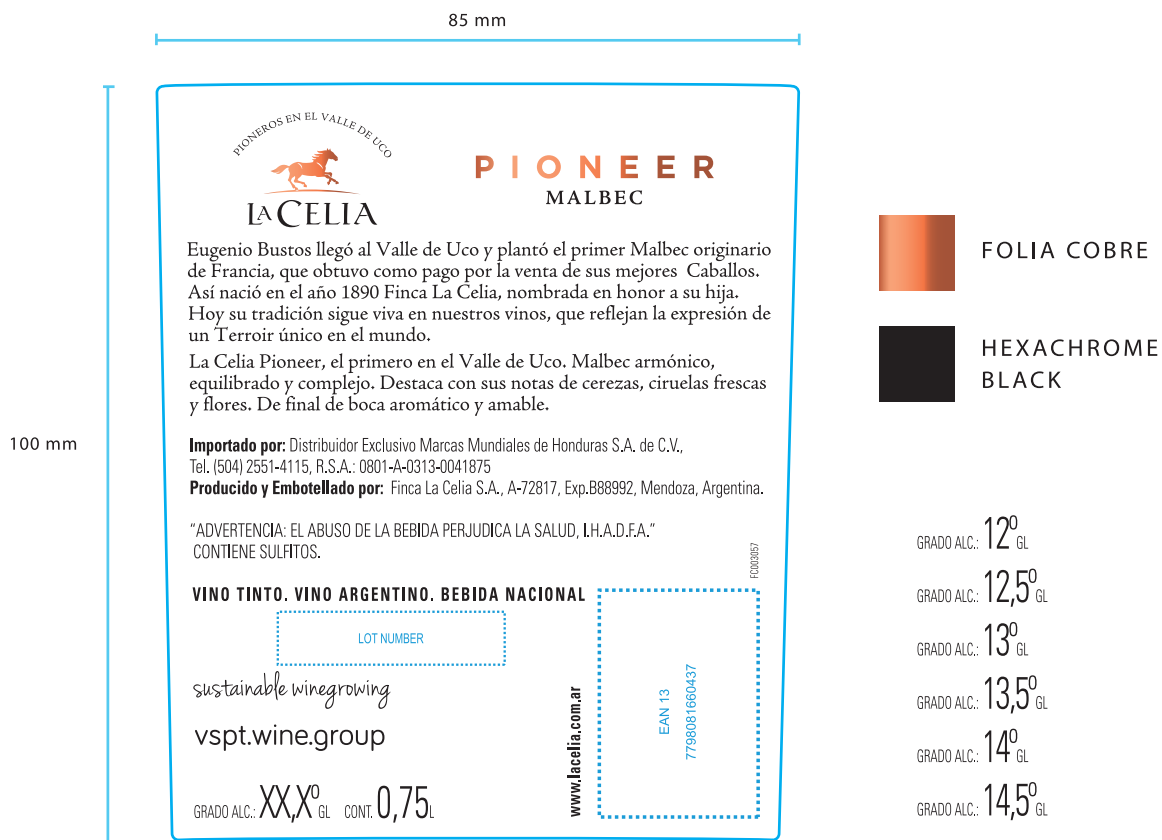 85 mm
100 mm
PIONEROS EN EL VALLE DE UCO
LA CELIA
PIONEER
MALBEC
Eugenio Bustos llegó al Valle de Uco y plantó el primer Malbec originario
de Francia, que obtuvo como pago por la venta de sus mejores Caballos.
Así nació en el año 1890 Finca La Celia, nombrada en honor a su hija.
Hoy su tradición sigue viva en nuestros vinos, que reflejan la expresión de
un Terroir único en el mundo.
La Celia Pioneer, el primero en el Valle de Uco. Malbec armónico,
equilibrado y complejo. Destaca con sus notas de cerezas, ciruelas frescas
y flores. De final de boca aromático y amable.
Importado por: Distribuidor Exclusivo Marcas Mundiales de Honduras S.A. de C.V.,
Tel. (504) 2551-4115, R.S.A.: 0801-A-0313-0041875
Producido y Embotellado por: Finca La Celia S.A., A-72817, Exp.B88992, Mendoza, Argentina.
"ADVERTENCIA: EL ABUSO DE LA BEBIDA PERJUDICA LA SALUD, I.H.A.D.F.A."
CONTIENE SULFITOS.
FC003057
VINO TINTO. VINO ARGENTINO. BEBIDA NACIONAL
LOT NUMBER
sustainable winegrowing
vspt.wine.group
GRADO ALC.: XX,Xº GL CONT. 0,75L
www.lacelia.com.ar
EAN 13
7798081660437
FOLIA COBRE
HEXACHROME
BLACK
GRADO ALC.: 12º GL
GRADO ALC.: 12,5º GL
GRADO ALC.: 13º GL
GRADO ALC.: 13,5º GL
GRADO ALC.: 14º GL
GRADO ALC.: 14,5º GL